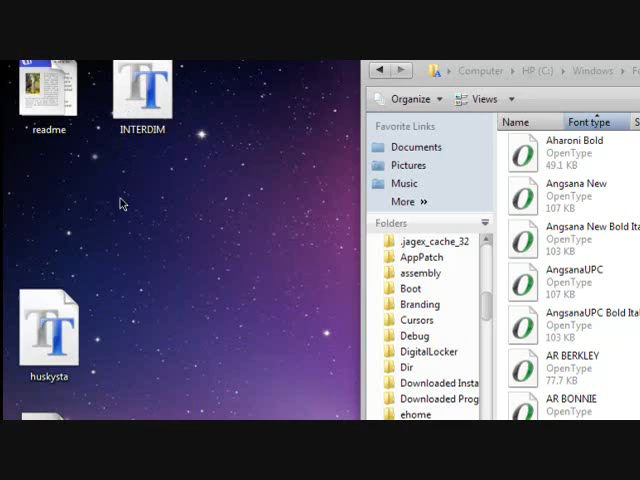 readme
INTERDIM
huskysta
Computer
HP (C:)
Windows
Organize
Views
Favorite Links
Documents
Pictures
Music
More
Folders
.jagex_cache_32
AppPatch
assembly
Boot
Branding
Cursors
Debug
DigitalLocker
Dir
Downloaded Insta
Downloaded Prog
ehome
Name
Font type
S
Aharoni Bold
OpenType
49.1 KB
Angsana New
OpenType
107 KB
Angsana New Bold Ita
OpenType
103 KB
AngsanaUPC
OpenType
107 KB
AngsanaUPC Bold Ital
OpenType
103 KB
AR BERKLEY
OpenType
77.7 KB
AR BONNIE
OpenType